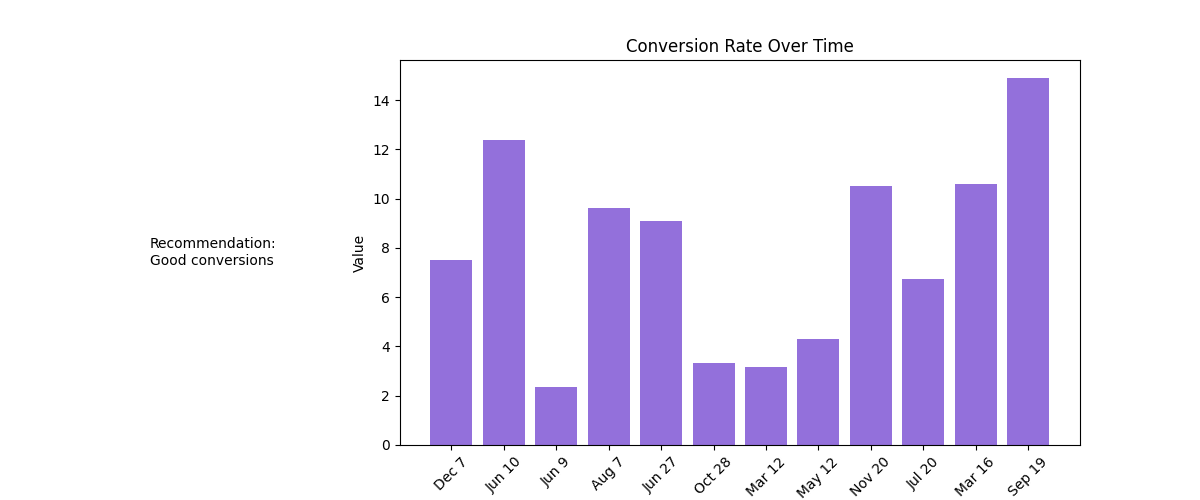 Conversion Rate Over Time
Recommendation:
Good conversions
Value
14
12
10
8
6
4
2
0
Dec 7
Jun 10
Jun 9
Aug 7
Jun 27
Oct 28
Mar 12
May 12
Nov 20
Jul 20
Mar 16
Sep 19